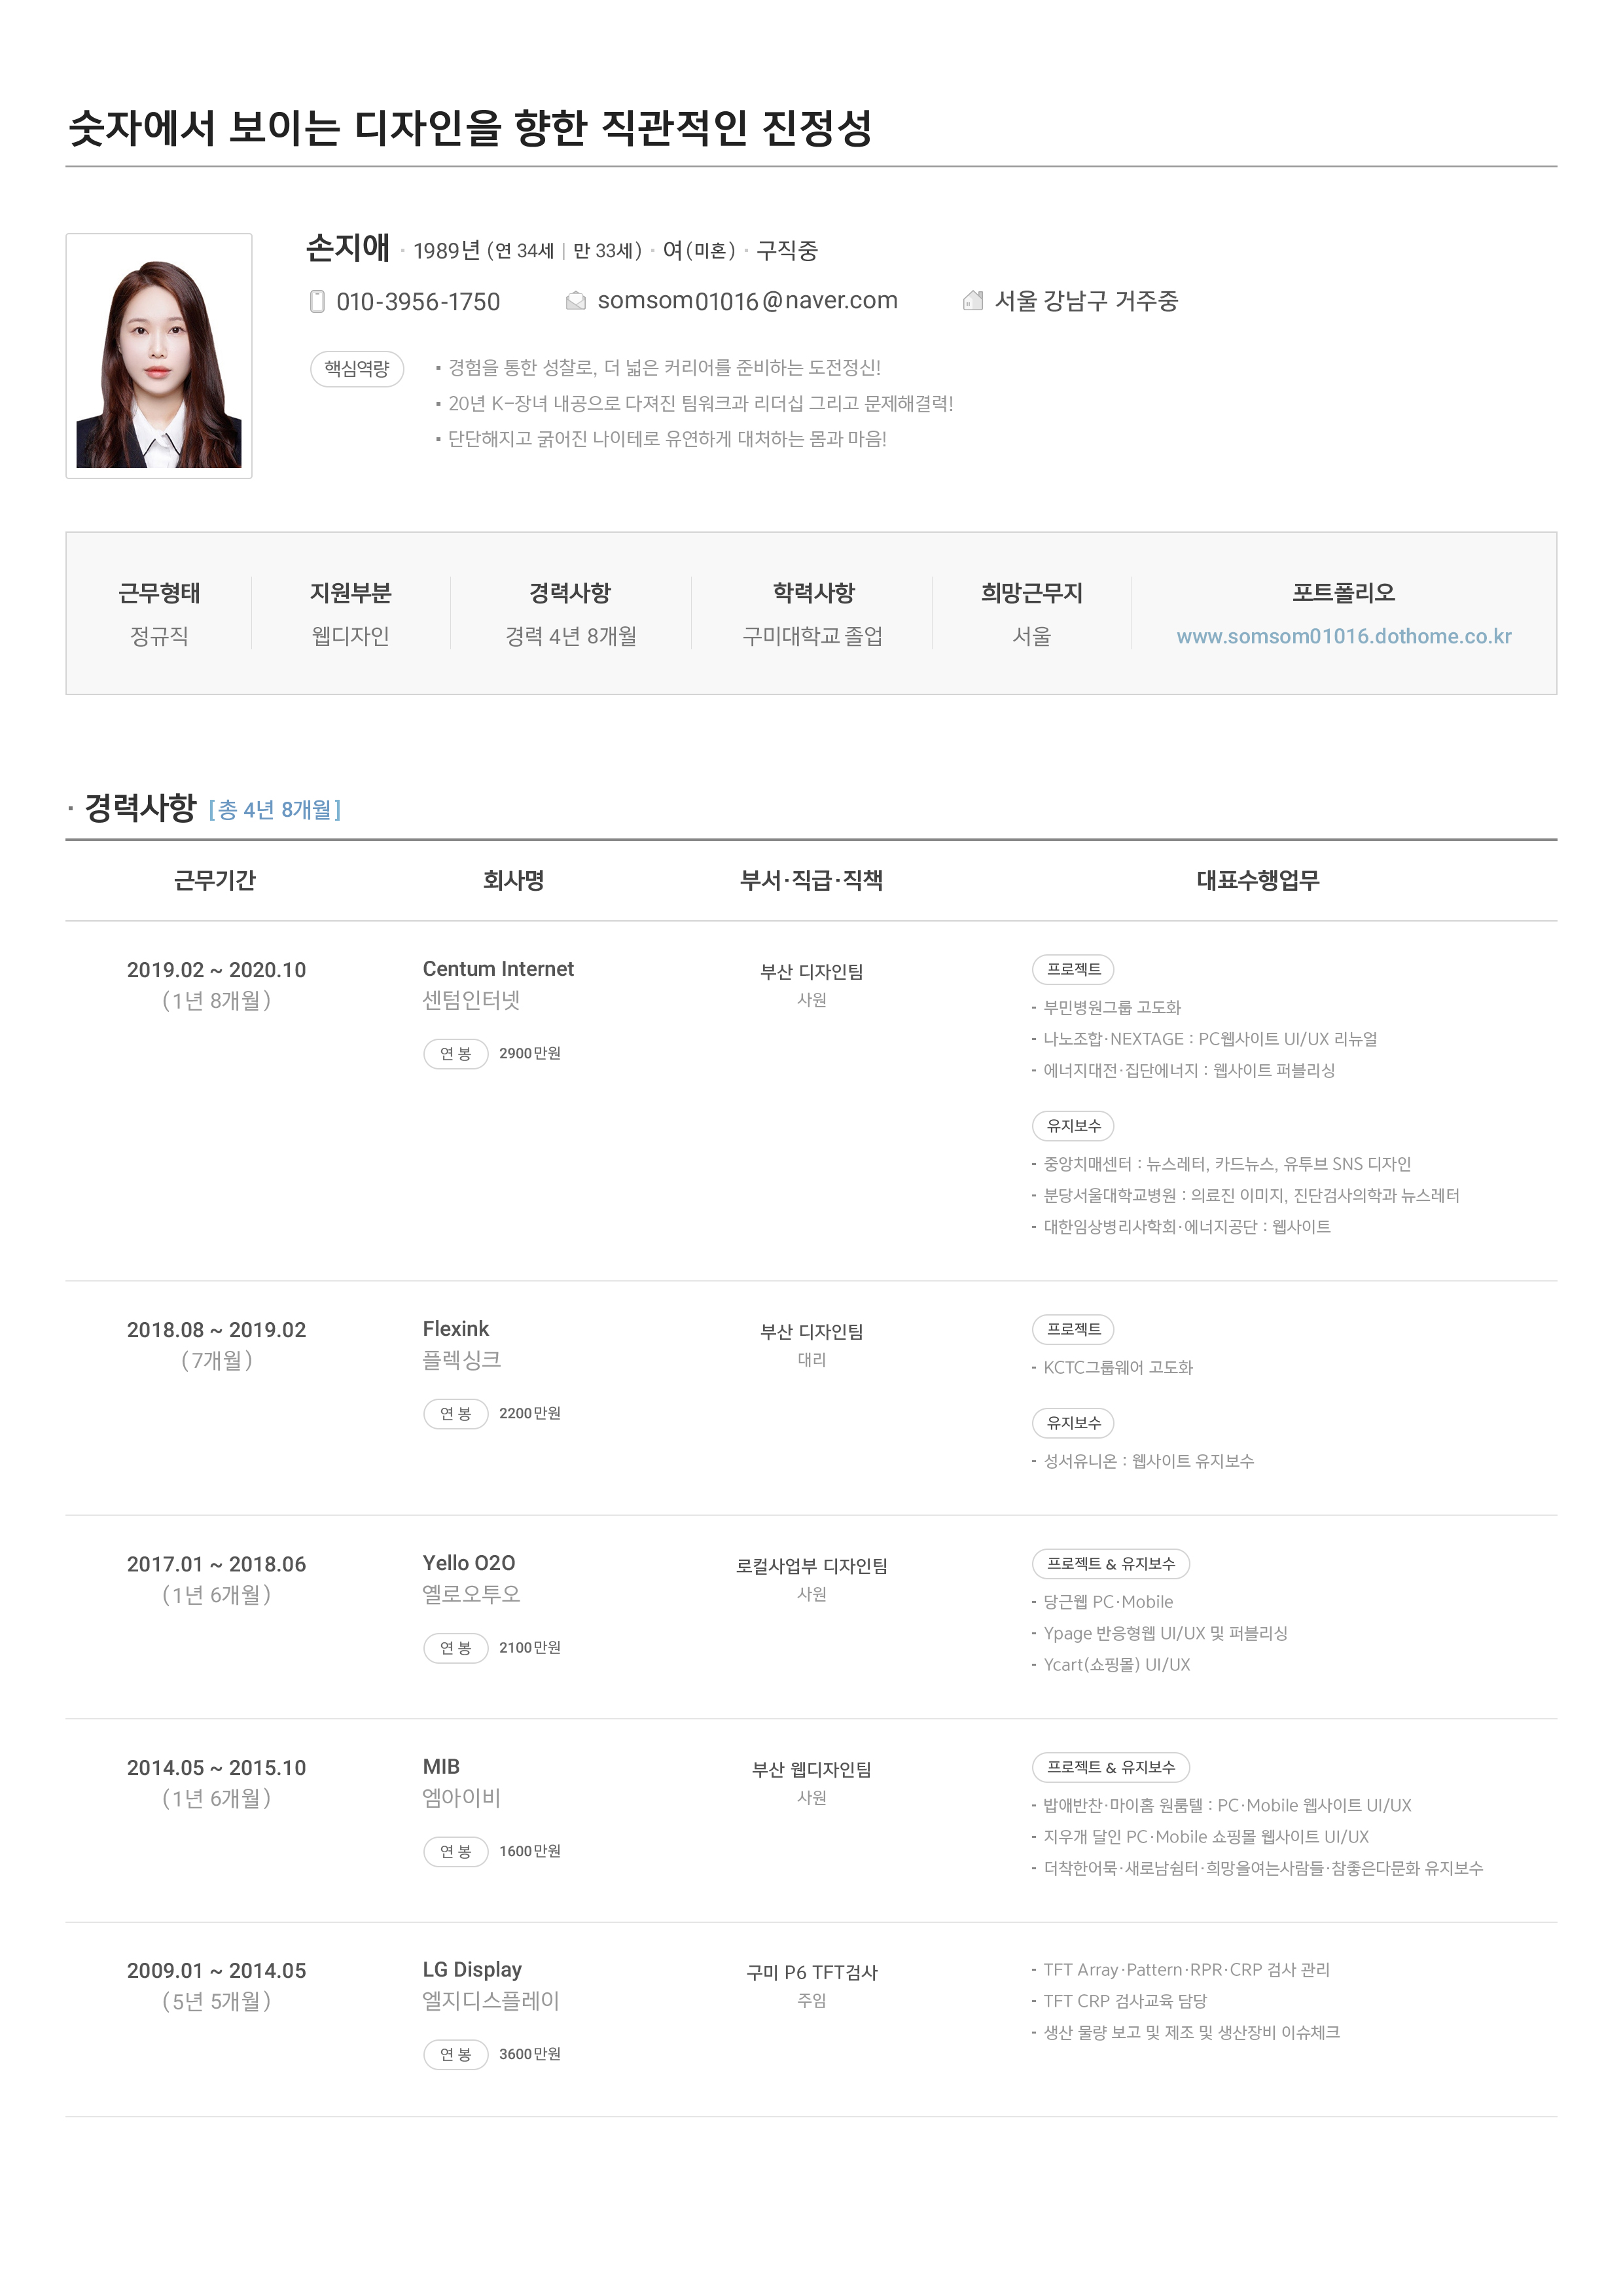 숫자에서 보이는 디자인을 향한 직관적인 진정성
손지애 · 1989년 (연 34세 | 만 33세) · 여(미혼) · 구직중
010-3956-1750 somsom01016@naver.com 서울 강남구 거주중
핵심역량
▪ 경험을 통한 성찰로, 더 넓은 커리어를 준비하는 도전정신!
▪ 20년 K-장녀 내공으로 다져진 팀워크과 리더십 그리고 문제해결력!
▪ 단단해지고 굵어진 나이테로 유연하게 대처하는 몸과 마음!
근무형태 지원부분 경력사항 학력사항 희망근무지 포트폴리오
정규직 웹디자인 경력 4년 8개월 구미대학교 졸업 서울 www.somsom01016.dothome.co.kr
· 경력사항 [총 4년 8개월]
근무기간 회사명 부서·직급·직책 대표수행업무
2019.02 ~ 2020.10
(1년 8개월)
Centum Internet
센텀인터넷
연 봉 2900만원
부산 디자인팀
사원
프로젝트
- 부민병원그룹 고도화
- 나노조합·NEXTAGE : PC웹사이트 UI/UX 리뉴얼
- 에너지대전·집단에너지 : 웹사이트 퍼블리싱
유지보수
- 중앙치매센터 : 뉴스레터, 카드뉴스, 유투브 SNS 디자인
- 분당서울대학교병원 : 의료진 이미지, 진단검사의학과 뉴스레터
- 대한임상병리사학회·에너지공단 : 웹사이트
2018.08 ~ 2019.02
(7개월)
Flexink
플렉싱크
연 봉 2200만원
부산 디자인팀
대리
프로젝트
- KCTC그룹웨어 고도화
유지보수
- 성서유니온 : 웹사이트 유지보수
2017.01 ~ 2018.06
(1년 6개월)
Yello O2O
옐로오투오
연 봉 2100만원
로컬사업부 디자인팀
사원
프로젝트 & 유지보수
- 당근웹 PC·Mobile
- Ypage 반응형웹 UI/UX 및 퍼블리싱
- Ycart(쇼핑몰) UI/UX
2014.05 ~ 2015.10
(1년 6개월)
MIB
엠아이비
연 봉 1600만원
부산 웹디자인팀
사원
프로젝트 & 유지보수
- 밥애반찬·마이홈 원룸텔 : PC·Mobile 웹사이트 UI/UX
- 지우개 달인 PC·Mobile 쇼핑몰 웹사이트 UI/UX
- 더착한어묵·새로남쉼터·희망을여는사람들·참좋은다문화 유지보수
2009.01 ~ 2014.05
(5년 5개월)
LG Display
엘지디스플레이
연 봉 3600만원
구미 P6 TFT검사
주임
- TFT Array·Pattern·RPR·CRP 검사 관리
- TFT CRP 검사교육 담당
- 생산 물량 보고 및 제조 및 생산장비 이슈체크